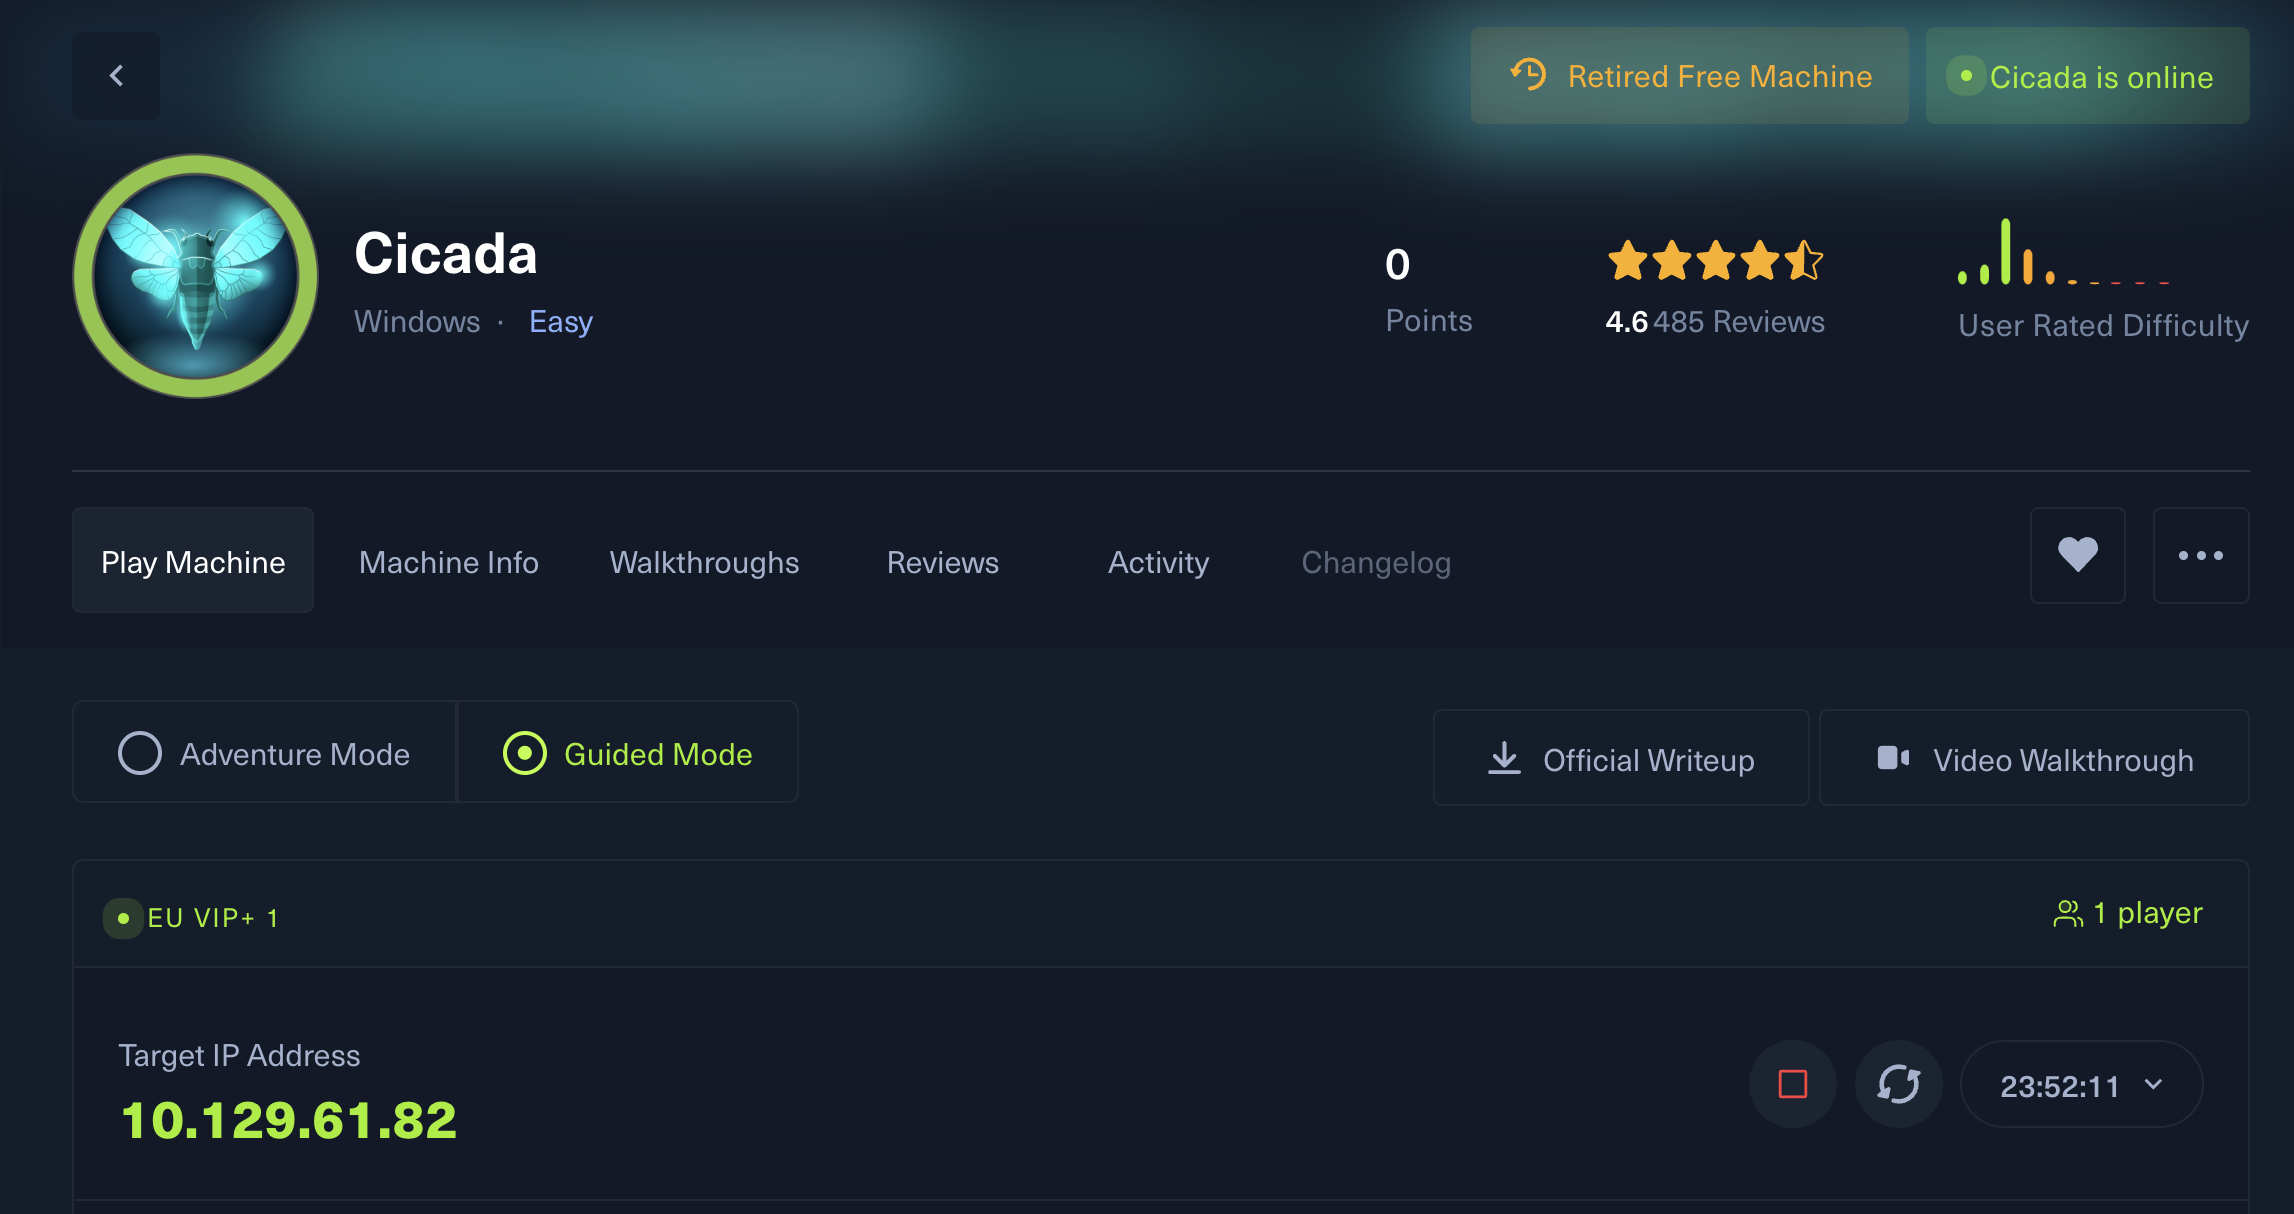 Retired Free Machine
Cicada is online
Cicada
Windows · Easy
0
Points
4.6 485 Reviews
User Rated Difficulty
Play Machine
Machine Info
Walkthroughs
Reviews
Activity
Changelog
Adventure Mode
Guided Mode
Official Writeup
Video Walkthrough
EU VIP+ 1
1 player
Target IP Address
10.129.61.82
23:52:11